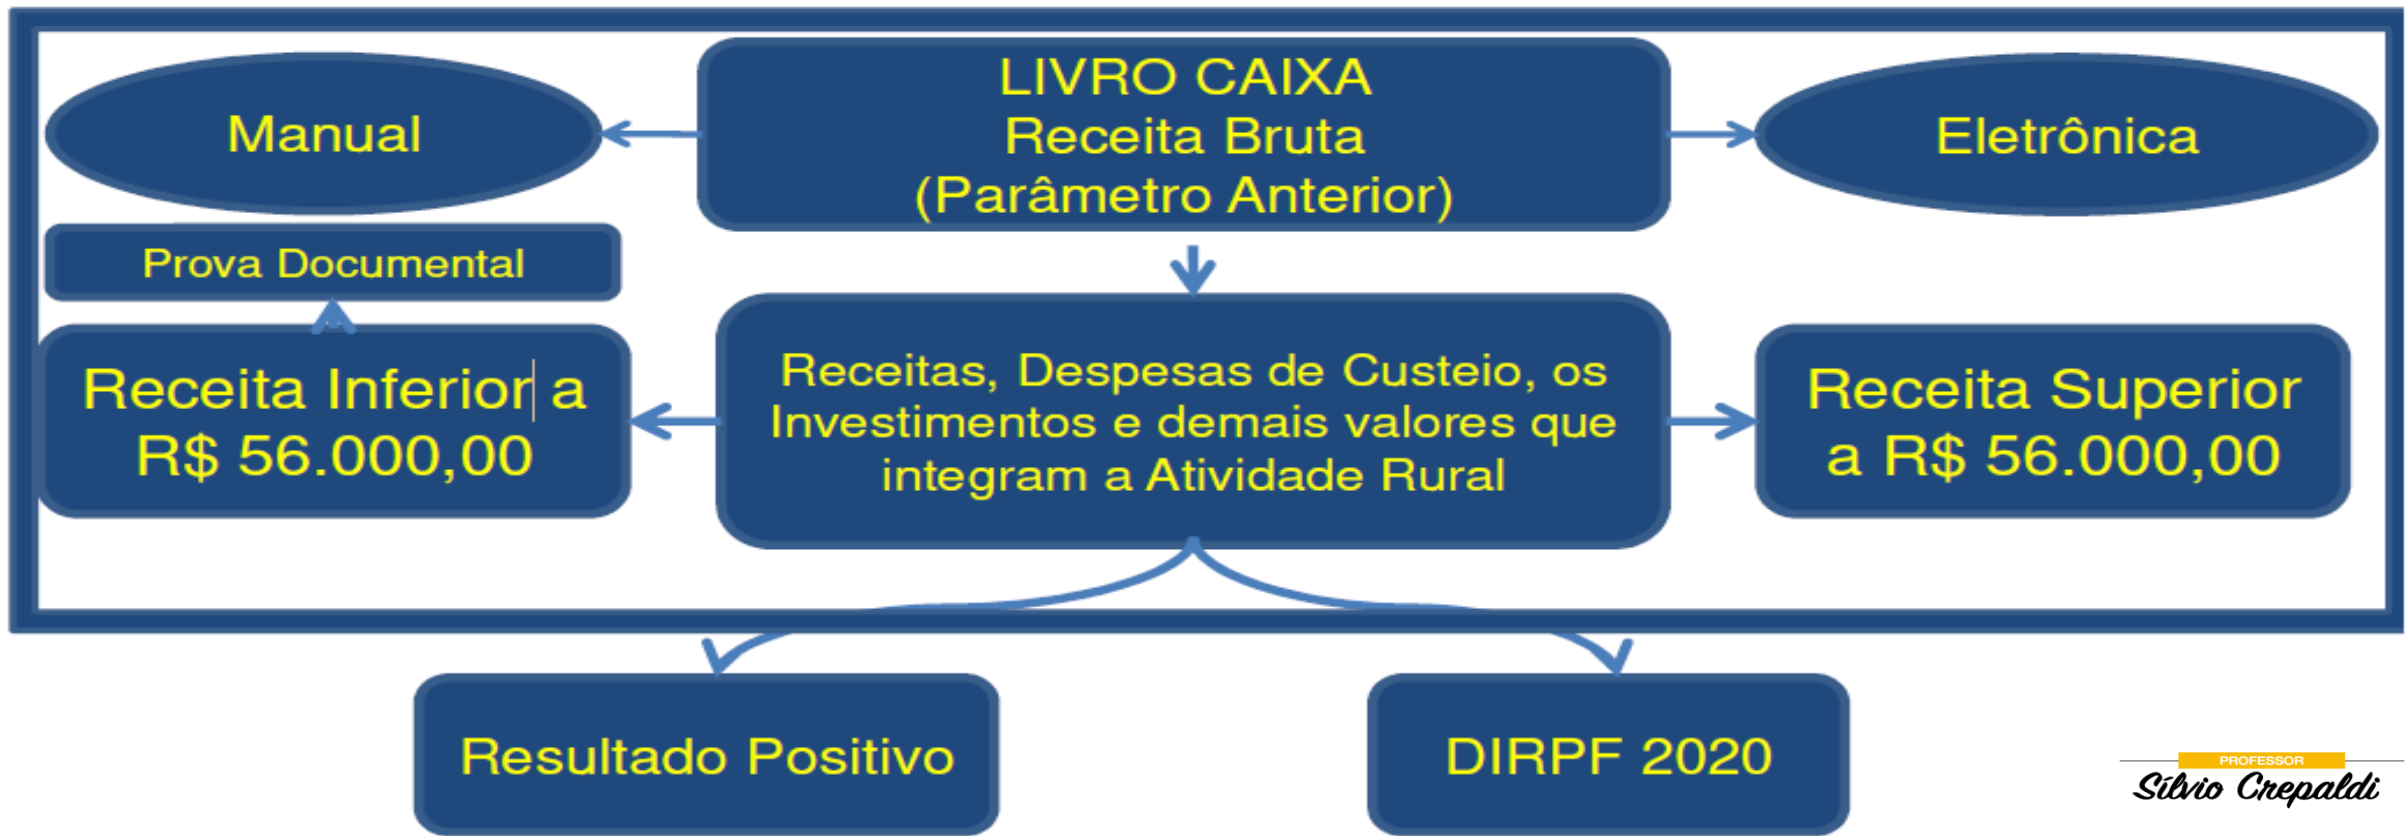 Manual
LIVRO CAIXA
Receita Bruta
(Parâmetro Anterior)
Eletrônica
Prova Documental
Receita Inferior a
R$ 56.000,00
Receitas, Despesas de Custeio, os
Investimentos e demais valores que
integram a Atividade Rural
Receita Superior
a R$ 56.000,00
Resultado Positivo
DIRPF 2020
PROFESSOR
Sílvio Crepaldi